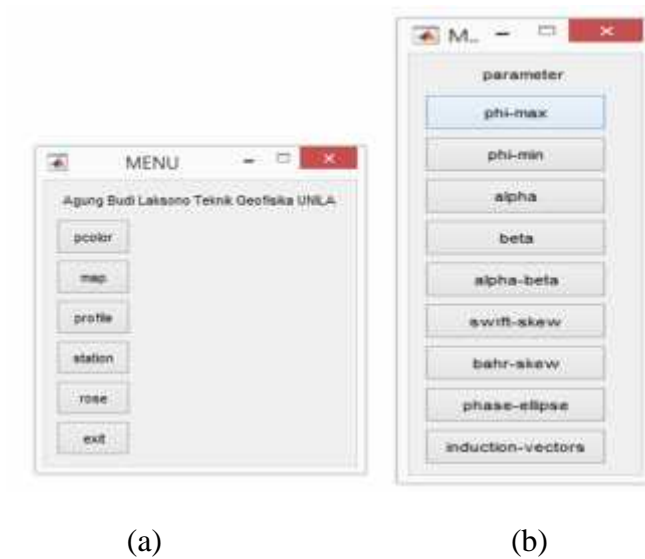 MENU
Agung Budi Laksono Teknik Geofisika UNILA
pcolor
map
profile
station
rose
exit
M...
parameter
phi-max
phi-min
alpha
beta
alpha-beta
swift-skew
bahr-skew
phase-ellipse
induction-vectors
(a)
(b)